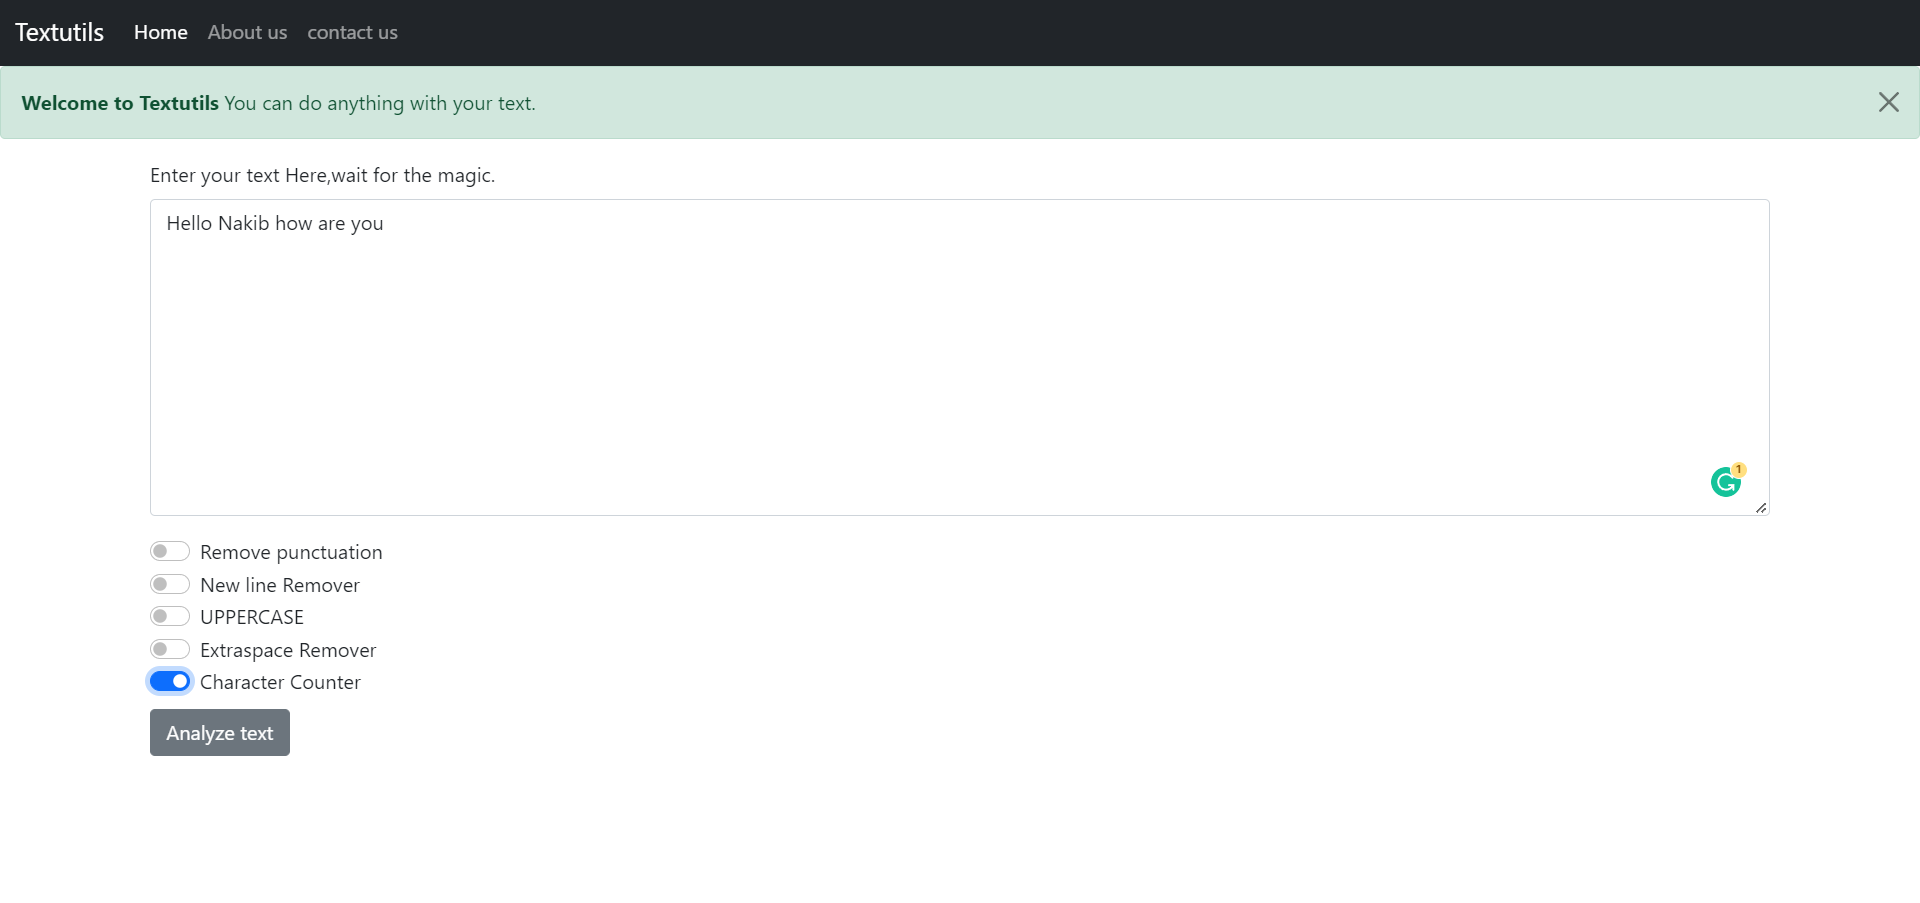 Textutils Home About us contact us
Welcome to Textutils You can do anything with your text.
Enter your text Here,wait for the magic.
Hello Nakib how are you
1
Remove punctuation
New line Remover
UPPERCASE
Extraspace Remover
Character Counter
Analyze text